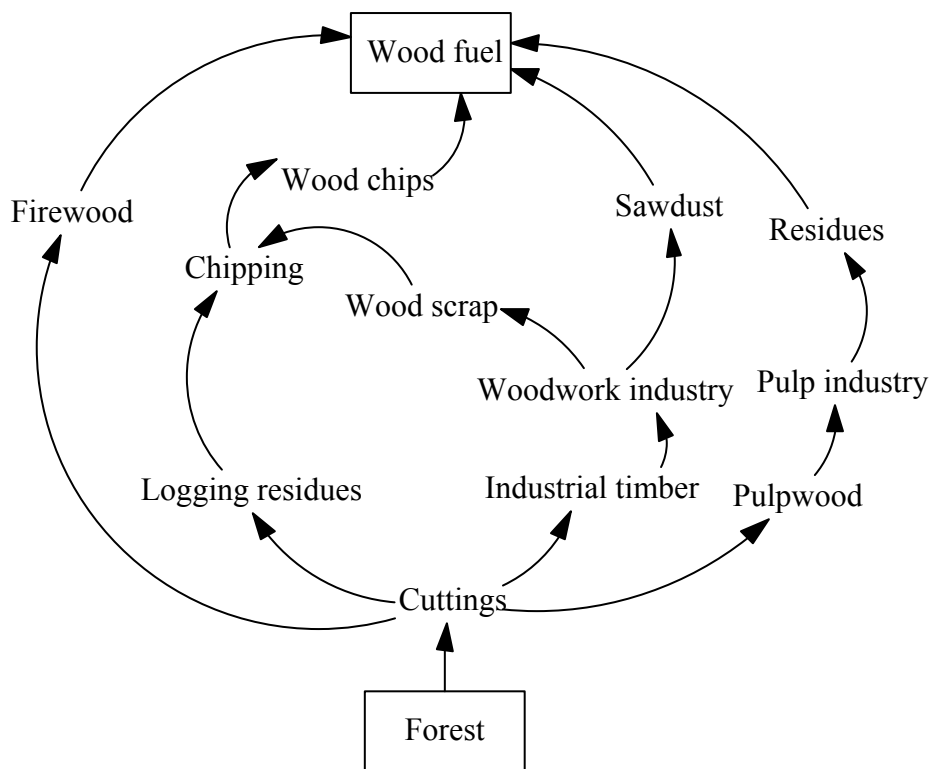 Wood fuel
Wood chips
Firewood
Sawdust
Residues
Chipping
Wood scrap
Woodwork industry
Pulp industry
Logging residues
Industrial timber
Pulpwood
Cuttings
Forest